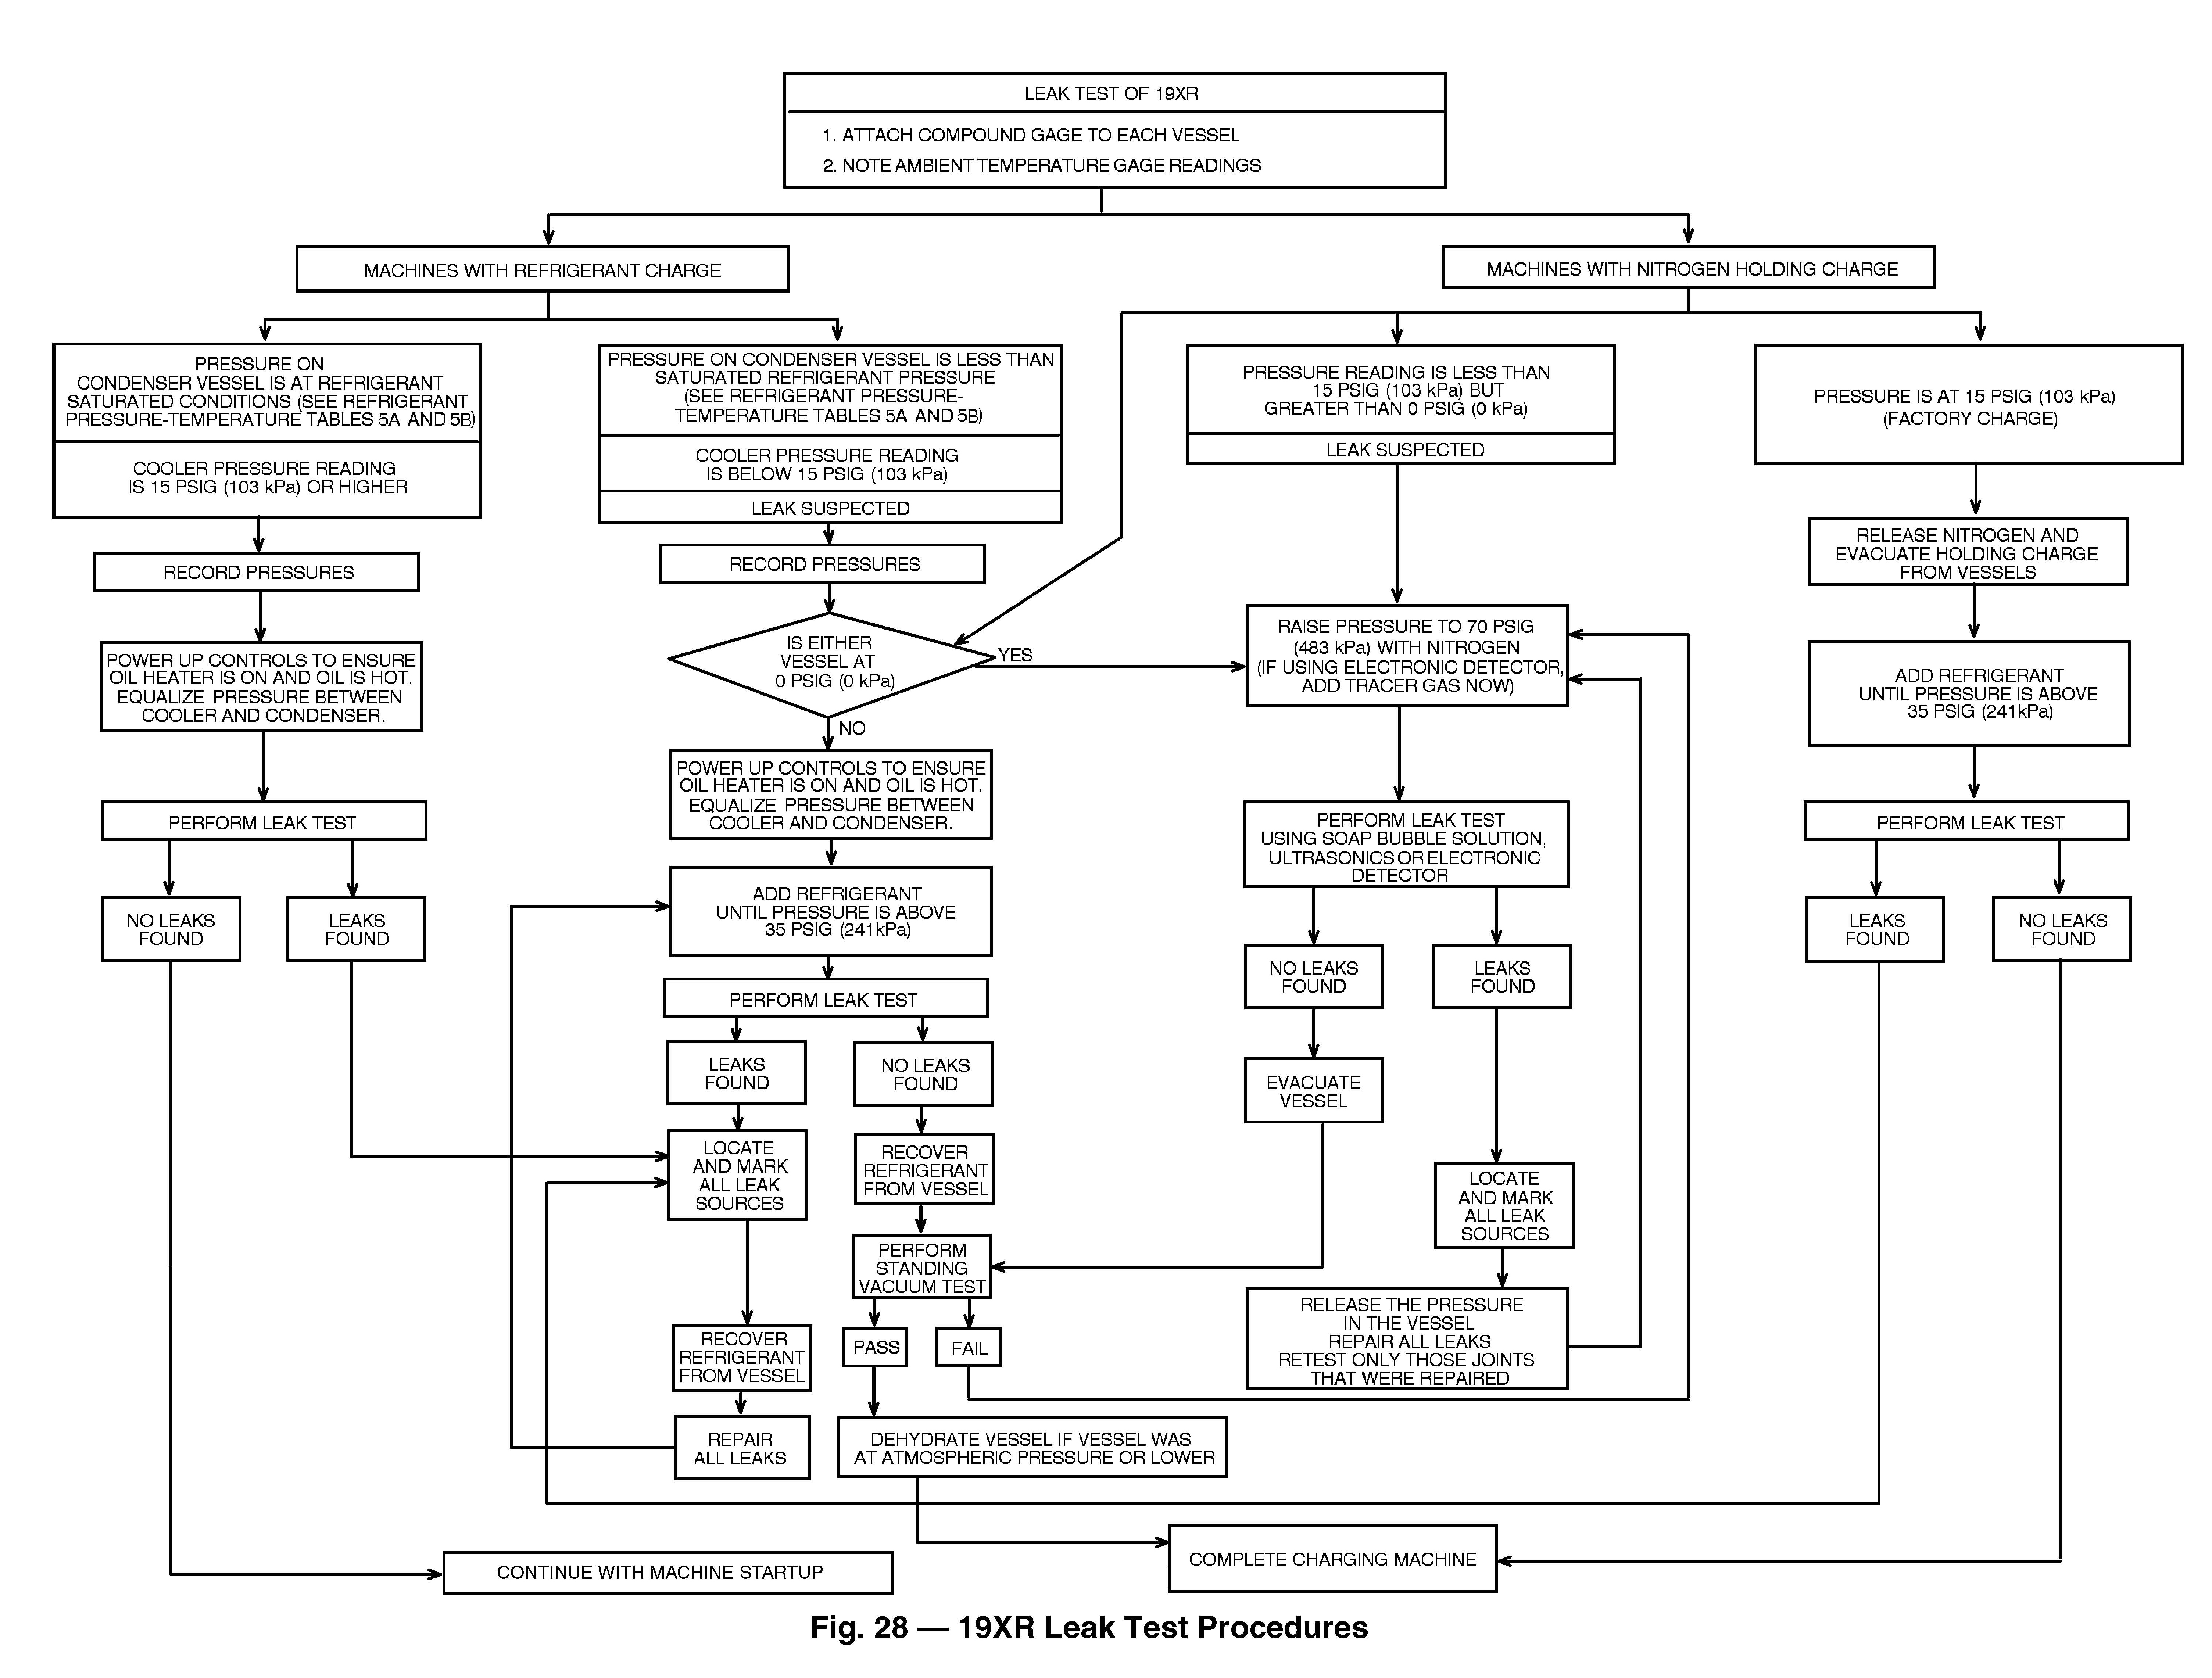 LEAK TEST OF 19XR
1. ATTACH COMPOUND GAGE TO EACH VESSEL
2. NOTE AMBIENT TEMPERATURE GAGE READINGS
MACHINES WITH REFRIGERANT CHARGE
MACHINES WITH NITROGEN HOLDING CHARGE
PRESSURE ON
CONDENSER VESSEL IS AT REFRIGERANT
SATURATED CONDITIONS (SEE REFRIGERANT
PRESSURE-TEMPERATURE TABLES 5A AND 5B)
COOLER PRESSURE READING
IS 15 PSIG (103 kPa) OR HIGHER
RECORD PRESSURES
POWER UP CONTROLS TO ENSURE
OIL HEATER IS ON AND OIL IS HOT.
EQUALIZE PRESSURE BETWEEN
COOLER AND CONDENSER.
PERFORM LEAK TEST
NO LEAKS
FOUND
LEAKS
FOUND
PRESSURE ON CONDENSER VESSEL IS LESS THAN
SATURATED REFRIGERANT PRESSURE
(SEE REFRIGERANT PRESSURE-
TEMPERATURE TABLES 5A AND 5B)
COOLER PRESSURE READING
IS BELOW 15 PSIG (103 kPa)
LEAK SUSPECTED
RECORD PRESSURES
IS EITHER
VESSEL AT
0 PSIG (0 kPa)
YES
NO
POWER UP CONTROLS TO ENSURE
OIL HEATER IS ON AND OIL IS HOT.
EQUALIZE PRESSURE BETWEEN
COOLER AND CONDENSER.
ADD REFRIGERANT
UNTIL PRESSURE IS ABOVE
35 PSIG (241kPa)
PERFORM LEAK TEST
LEAKS
FOUND
NO LEAKS
FOUND
LOCATE
AND MARK
ALL LEAK
SOURCES
RECOVER
REFRIGERANT
FROM VESSEL
PERFORM
STANDING
VACUUM TEST
PASS
FAIL
RECOVER
REFRIGERANT
FROM VESSEL
REPAIR
ALL LEAKS
DEHYDRATE VESSEL IF VESSEL WAS
AT ATMOSPHERIC PRESSURE OR LOWER
PRESSURE READING IS LESS THAN
15 PSIG (103 kPa) BUT
GREATER THAN 0 PSIG (0 kPa)
LEAK SUSPECTED
RAISE PRESSURE TO 70 PSIG
(483 kPa) WITH NITROGEN
(IF USING ELECTRONIC DETECTOR,
ADD TRACER GAS NOW)
PERFORM LEAK TEST
USING SOAP BUBBLE SOLUTION,
ULTRASONICS OR ELECTRONIC
DETECTOR
NO LEAKS
FOUND
LEAKS
FOUND
EVACUATE
VESSEL
LOCATE
AND MARK
ALL LEAK
SOURCES
RELEASE THE PRESSURE
IN THE VESSEL
REPAIR ALL LEAKS
RETEST ONLY THOSE JOINTS
THAT WERE REPAIRED
PRESSURE IS AT 15 PSIG (103 kPa)
(FACTORY CHARGE)
RELEASE NITROGEN AND
EVACUATE HOLDING CHARGE
FROM VESSELS
ADD REFRIGERANT
UNTIL PRESSURE IS ABOVE
35 PSIG (241kPa)
PERFORM LEAK TEST
LEAKS
FOUND
NO LEAKS
FOUND
CONTINUE WITH MACHINE STARTUP
COMPLETE CHARGING MACHINE
Fig. 28 — 19XR Leak Test Procedures